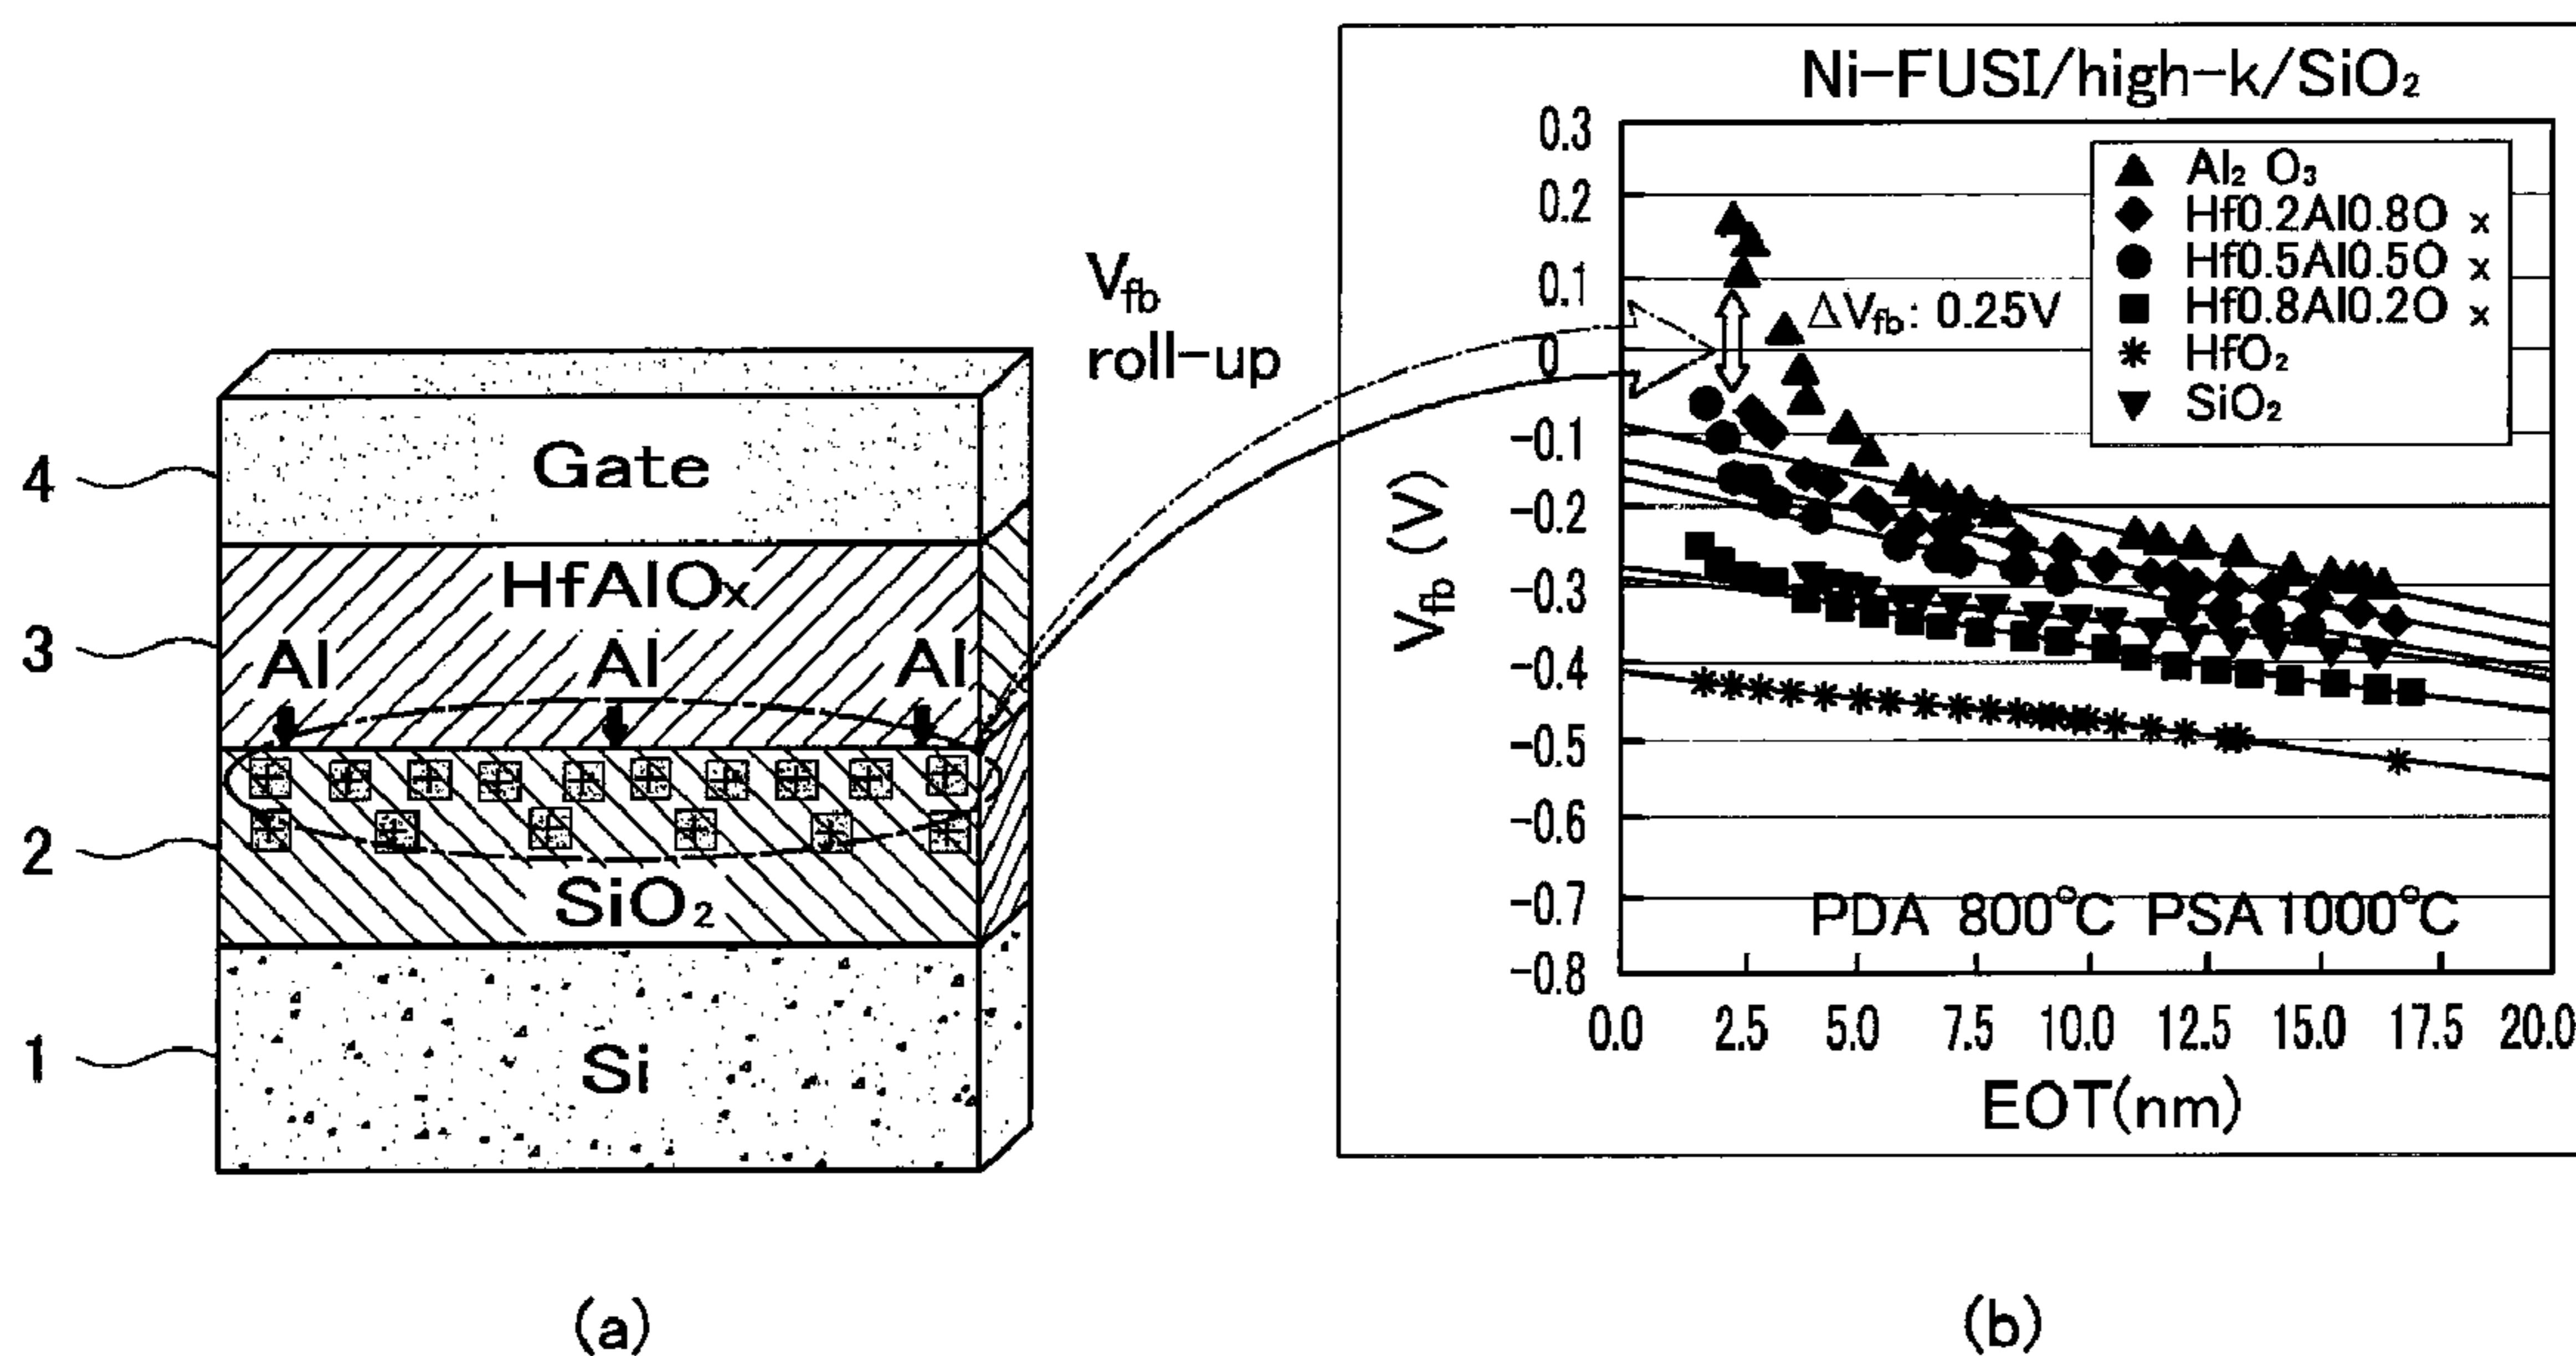 V_fb
roll-up
4
Gate
HfAlOx
3
Al Al Al
2
SiO₂
1
Si
(a)
Ni-FUSI/high-k/SiO₂
Al₂ O₃
Hf0.2Al0.8O x
Hf0.5Al0.5O x
Hf0.8Al0.2O x
HfO₂
SiO₂
ΔV_fb: 0.25V
0.3
0.2
0.1
0
-0.1
-0.2
-0.3
-0.4
-0.5
-0.6
-0.7
-0.8
V_fb (V)
PDA 800°C PSA 1000°C
0.0 2.5 5.0 7.5 10.0 12.5 15.0 17.5 20.0
EOT(nm)
(b)